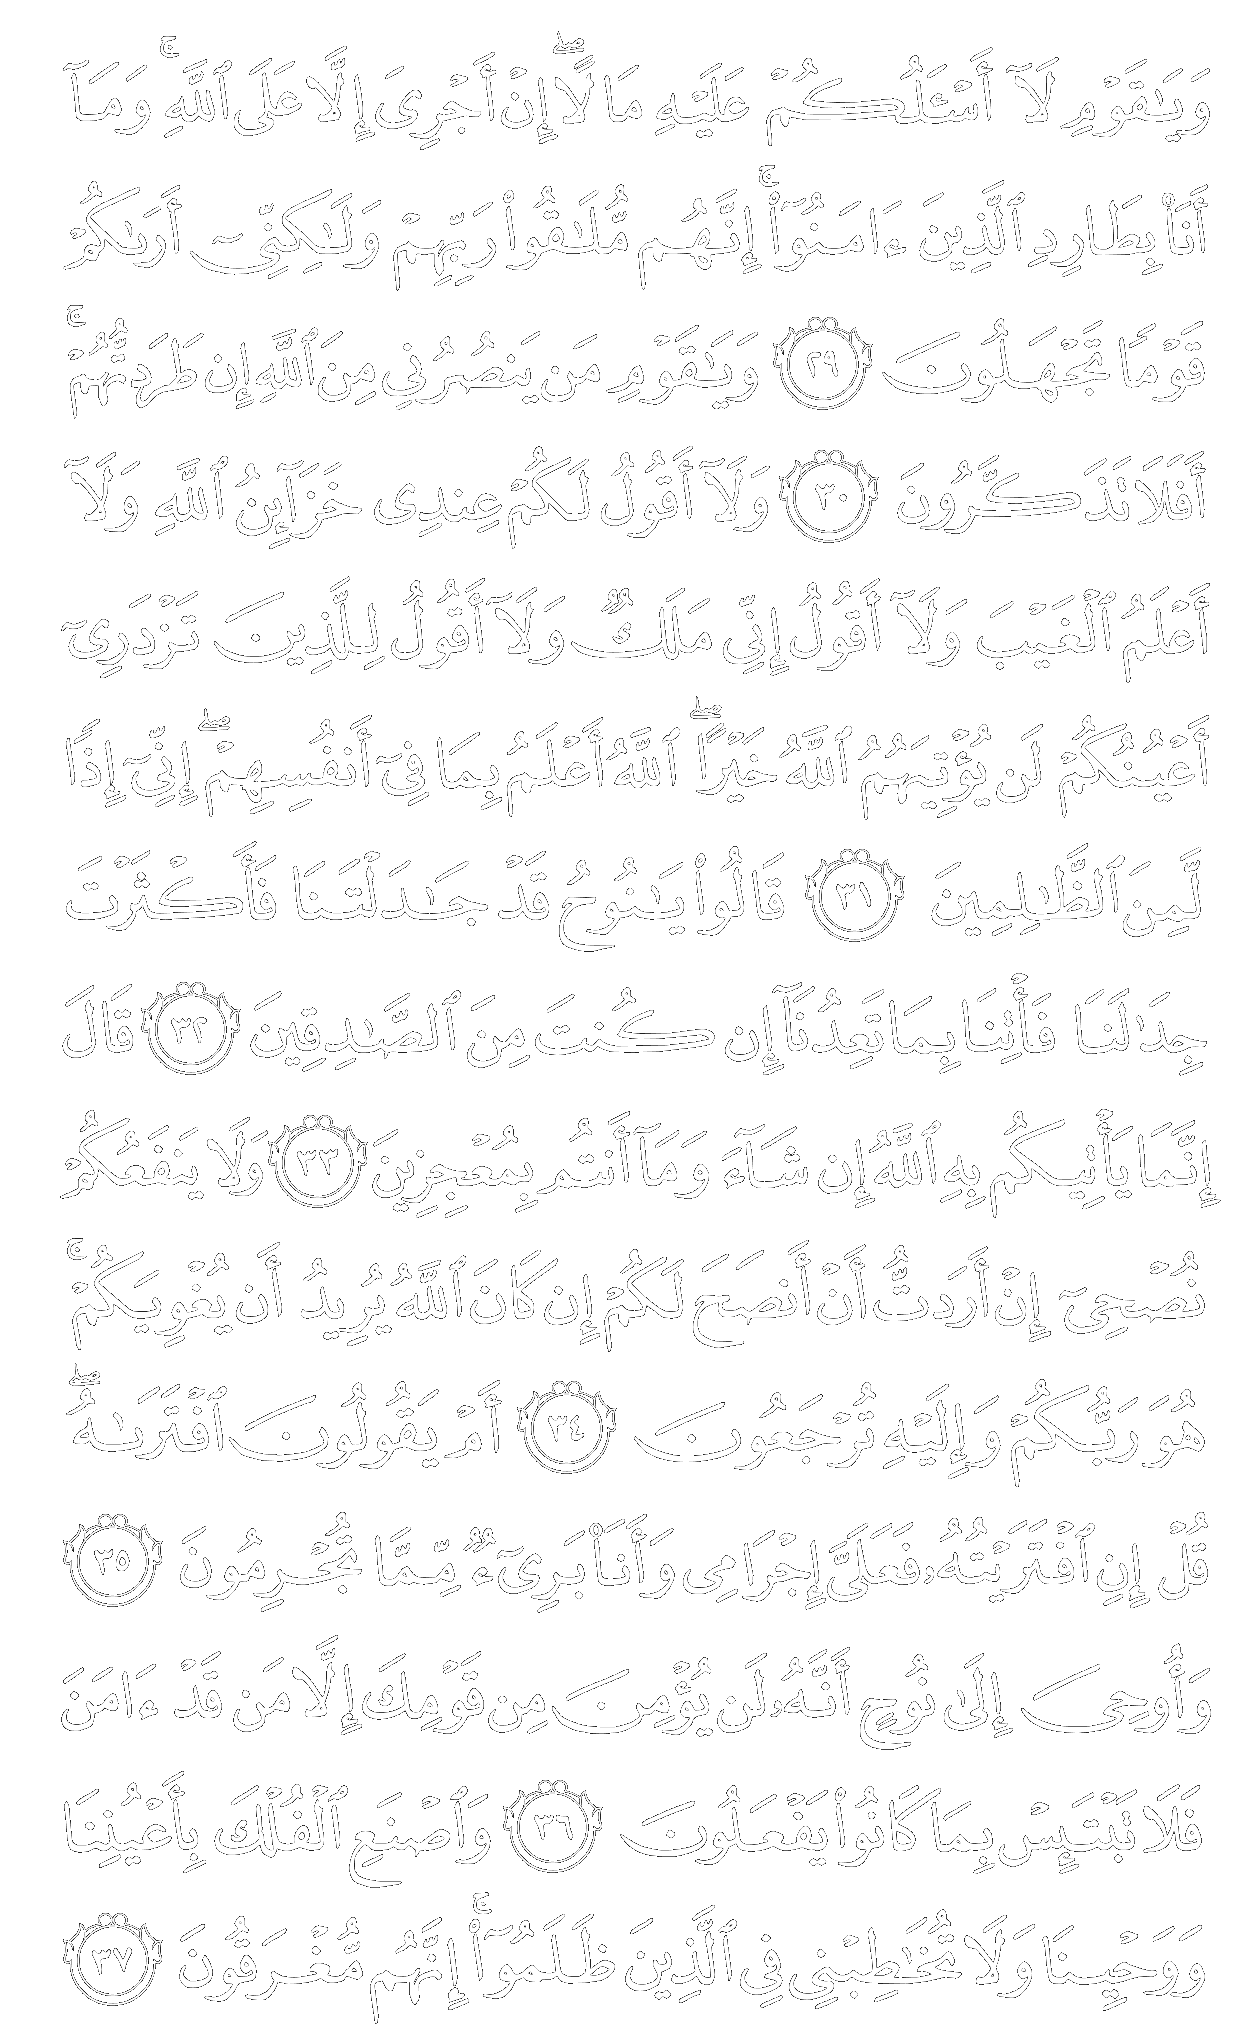 وَيَٰقَوْمِ لَآ أَسْـَٔلُكُمْ عَلَيْهِ مَالًا ۖ إِنْ أَجْرِىَ إِلَّا عَلَى ٱللَّهِ ۚ وَمَآ
أَنَا۠ بِطَارِدِ ٱلَّذِينَ ءَامَنُوٓا۟ ۚ إِنَّهُم مُّلَٰقُوا۟ رَبِّهِمْ وَلَٰكِنِّىٓ أَرَىٰكُمْ
قَوْمًا تَجْهَلُونَ ٢٩ وَيَٰقَوْمِ مَن يَنصُرُنِى مِنَ ٱللَّهِ إِن طَرَدتُّهُمْ ۚ
أَفَلَا تَذَكَّرُونَ ٣٠ وَلَآ أَقُولُ لَكُمْ عِندِى خَزَآئِنُ ٱللَّهِ وَلَآ
أَعْلَمُ ٱلْغَيْبَ وَلَآ أَقُولُ إِنِّى مَلَكٌ وَلَآ أَقُولُ لِلَّذِينَ تَزْدَرِىٓ
أَعْيُنُكُمْ لَن يُؤْتِيَهُمُ ٱللَّهُ خَيْرًا ۖ ٱللَّهُ أَعْلَمُ بِمَا فِىٓ أَنفُسِهِمْ ۖ إِنِّىٓ إِذًا
لَّمِنَ ٱلظَّٰلِمِينَ ٣١ قَالُوا۟ يَٰنُوحُ قَدْ جَٰدَلْتَنَا فَأَكْثَرْتَ
جِدَٰلَنَا فَأْتِنَا بِمَا تَعِدُنَآ إِن كُنتَ مِنَ ٱلصَّٰدِقِينَ ٣٢ قَالَ
إِنَّمَا يَأْتِيكُم بِهِ ٱللَّهُ إِن شَآءَ وَمَآ أَنتُم بِمُعْجِزِينَ ٣٣ وَلَا يَنفَعُكُمْ
نُصْحِىٓ إِنْ أَرَدتُّ أَنْ أَنصَحَ لَكُمْ إِن كَانَ ٱللَّهُ يُرِيدُ أَن يُغْوِيَكُمْ ۚ
هُوَ رَبُّكُمْ وَإِلَيْهِ تُرْجَعُونَ ٣٤ أَمْ يَقُولُونَ ٱفْتَرَىٰهُ ۖ
قُلْ إِنِ ٱفْتَرَيْتُهُۥ فَعَلَىَّ إِجْرَامِى وَأَنَا۠ بَرِىٓءٌ مِّمَّا تُجْرِمُونَ ٣٥
وَأُوحِىَ إِلَىٰ نُوحٍ أَنَّهُۥ لَن يُؤْمِنَ مِن قَوْمِكَ إِلَّا مَن قَدْ ءَامَنَ
فَلَا تَبْتَئِسْ بِمَا كَانُوا۟ يَفْعَلُونَ ٣٦ وَٱصْنَعِ ٱلْفُلْكَ بِأَعْيُنِنَا
وَوَحْيِنَا وَلَا تُخَٰطِبْنِى فِى ٱلَّذِينَ ظَلَمُوٓا۟ ۚ إِنَّهُم مُّغْرَقُونَ ٣٧